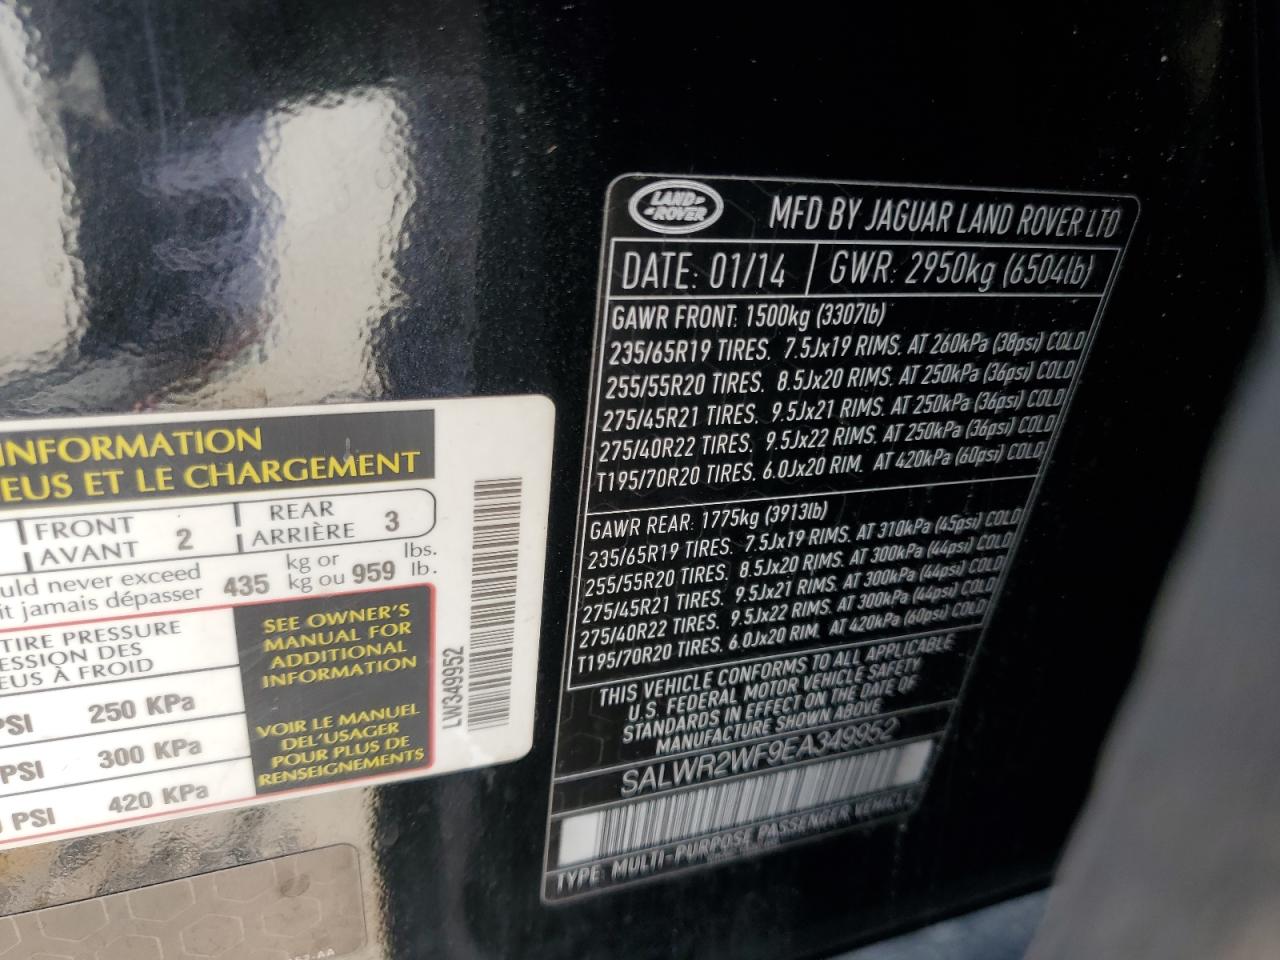 INFORMATION
EUS ET LE CHARGEMENT
FRONT
AVANT 2
REAR
ARRIÈRE 3
uld never exceed
it jamais dépasser
435 kg or
kg ou 959 lbs.
lb.
TIRE PRESSURE
ESSION DES
EUS À FROID
PSI 250 KPa
PSI 300 KPa
PSI 420 KPa
SEE OWNER'S
MANUAL FOR
ADDITIONAL
INFORMATION
VOIR LE MANUEL
DEL'USAGER
POUR PLUS DE
RENSEIGNEMENTS
LW349952
LAND-
-ROVER
MFD BY JAGUAR LAND ROVER LTD
DATE: 01/14 GWR: 2950kg (6504lb)
GAWR FRONT: 1500kg (3307lb)
235/65R19 TIRES. 7.5Jx19 RIMS. AT 260kPa (38psi) COLD
255/55R20 TIRES. 8.5Jx20 RIMS. AT 250kPa (36psi) COLD
275/45R21 TIRES. 9.5Jx21 RIMS. AT 250kPa (36psi) COLD
275/40R22 TIRES. 9.5Jx22 RIMS. AT 250kPa (36psi) COLD
T195/70R20 TIRES. 6.0Jx20 RIM. AT 420kPa (60psi) COLD
GAWR REAR: 1775kg (3913lb)
235/65R19 TIRES. 7.5Jx19 RIMS. AT 310kPa (45psi) COLD
255/55R20 TIRES. 8.5Jx20 RIMS. AT 300kPa (44psi) COLD
275/45R21 TIRES. 9.5Jx21 RIMS. AT 300kPa (44psi) COLD
275/40R22 TIRES. 9.5Jx22 RIMS. AT 300kPa (44psi) COLD
T195/70R20 TIRES. 6.0Jx20 RIM. AT 420kPa (60psi) COLD
THIS VEHICLE CONFORMS TO ALL APPLICABLE
U.S. FEDERAL MOTOR VEHICLE SAFETY
STANDARDS IN EFFECT ON THE DATE OF
MANUFACTURE SHOWN ABOVE
SALWR2WF9EA349952
TYPE: MULTI-PURPOSE PASSENGER VEHICLE